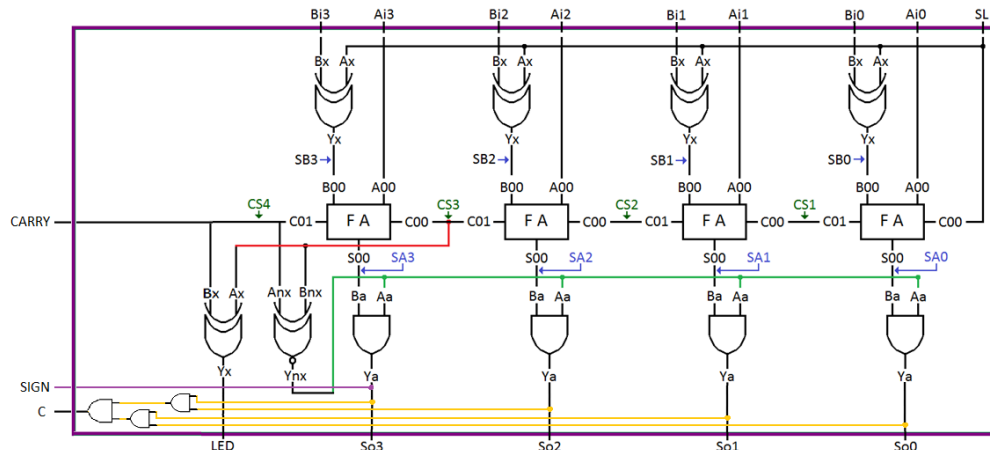 Bi3 Ai3 Bi2 Ai2 Bi1 Ai1 Bi0 Ai0 SL
Bx Ax Bx Ax Bx Ax Bx Ax
Yx Yx Yx Yx
SB3 SB2 SB1 SB0
B00 A00 B00 A00 B00 A00 B00 A00
CS4 CS3 CS2 CS1
CARRY C01 F A C00 C01 F A C00 C01 F A C00 C01 F A C00
S00 SA3 S00 SA2 S00 SA1 S00 SA0
Bx Ax Anx Bnx Ba Aa Ba Aa Ba Aa Ba Aa
Yx Ynx Ya Ya Ya Ya
SIGN
C
LED So3 So2 So1 So0